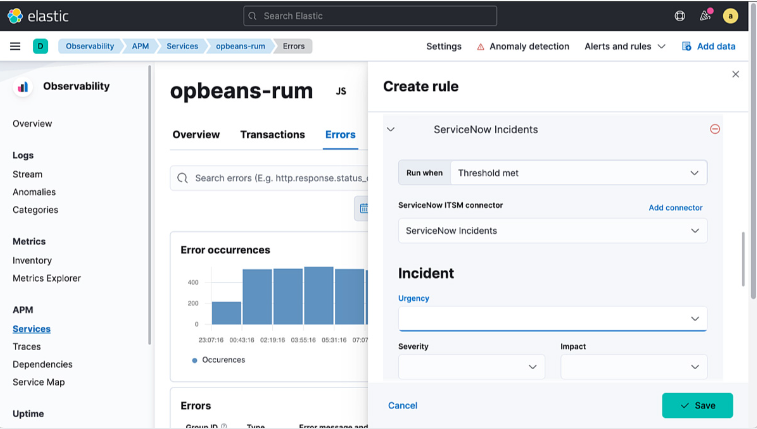 elastic
Search Elastic
a
D
Observability
APM
Services
opbeans-rum
Errors
Settings
Anomaly detection
Alerts and rules
Add data
Observability
Overview
Logs
Stream
Anomalies
Categories
Metrics
Inventory
Metrics Explorer
APM
Services
Traces
Dependencies
Service Map
Uptime
opbeans-rum
JS
Overview
Transactions
Errors
Search errors (E.g. http.response.status_
Error occurrences
400
200
0
23:07:16 00:43:16 02:19:16 03:55:16 05:31:16 07:07
Occurences
Errors
Group ID
Type
Error message and
Create rule
ServiceNow Incidents
Run when
Threshold met
ServiceNow ITSM connector
Add connector
ServiceNow Incidents
Incident
Urgency
Severity
Impact
Cancel
Save